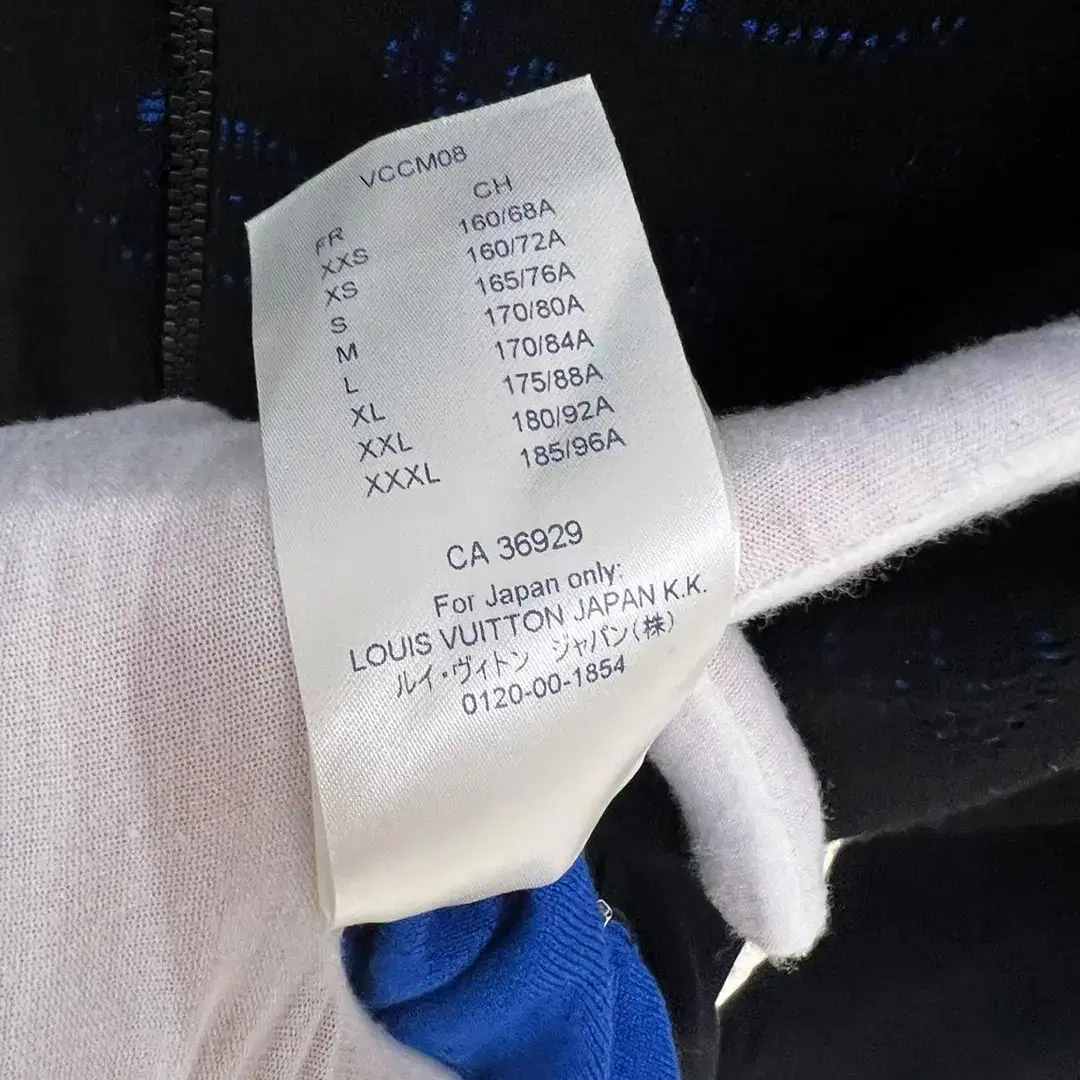 VCCM08
FR CH
XXS 160/68A
XS 160/72A
S 165/76A
M 170/80A
L 170/84A
XL 175/88A
XXL 180/92A
XXXL 185/96A
CA 36929
For Japan only:
LOUIS VUITTON JAPAN K.K.
ルイ・ヴィトン ジャパン(株)
0120-00-1854